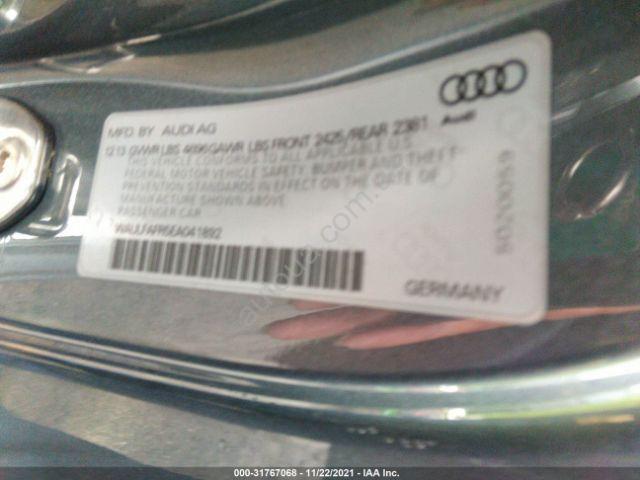 MFD BY AUDI AG
12.13 GVWR LBS 4696 GAWR LBS FRONT 2425 /REAR 2381
THIS VEHICLE CONFORMS TO ALL APPLICABLE U.S.
FEDERAL MOTOR VEHICLE SAFETY, BUMPER AND THEFT
PREVENTION STANDARDS IN EFFECT ON THE DATE OF
MANUFACTURE SHOWN ABOVE.
PASSENGER CAR
GERMANY
Audi
8020059
000-31767068 - 11/22/2021 - IAA Inc.